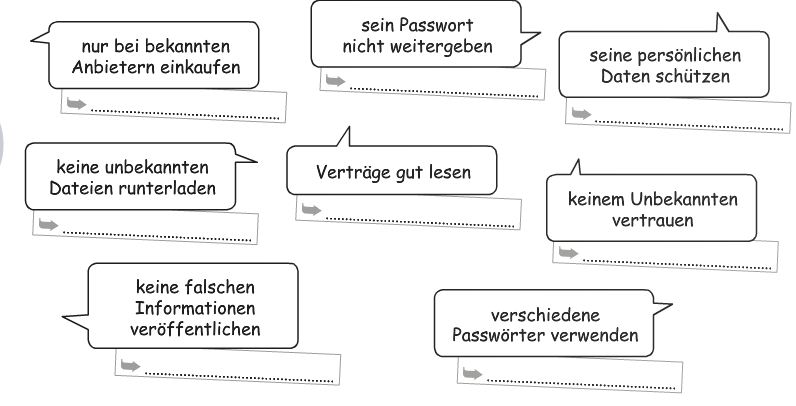 nur bei bekannten
Anbietern einkaufen
sein Passwort
nicht weitergeben
seine persönlichen
Daten schützen
keine unbekannten
Dateien runterladen
Verträge gut lesen
keinem Unbekannten
vertrauen
keine falschen
Informationen
veröffentlichen
verschiedene
Passwörter verwenden